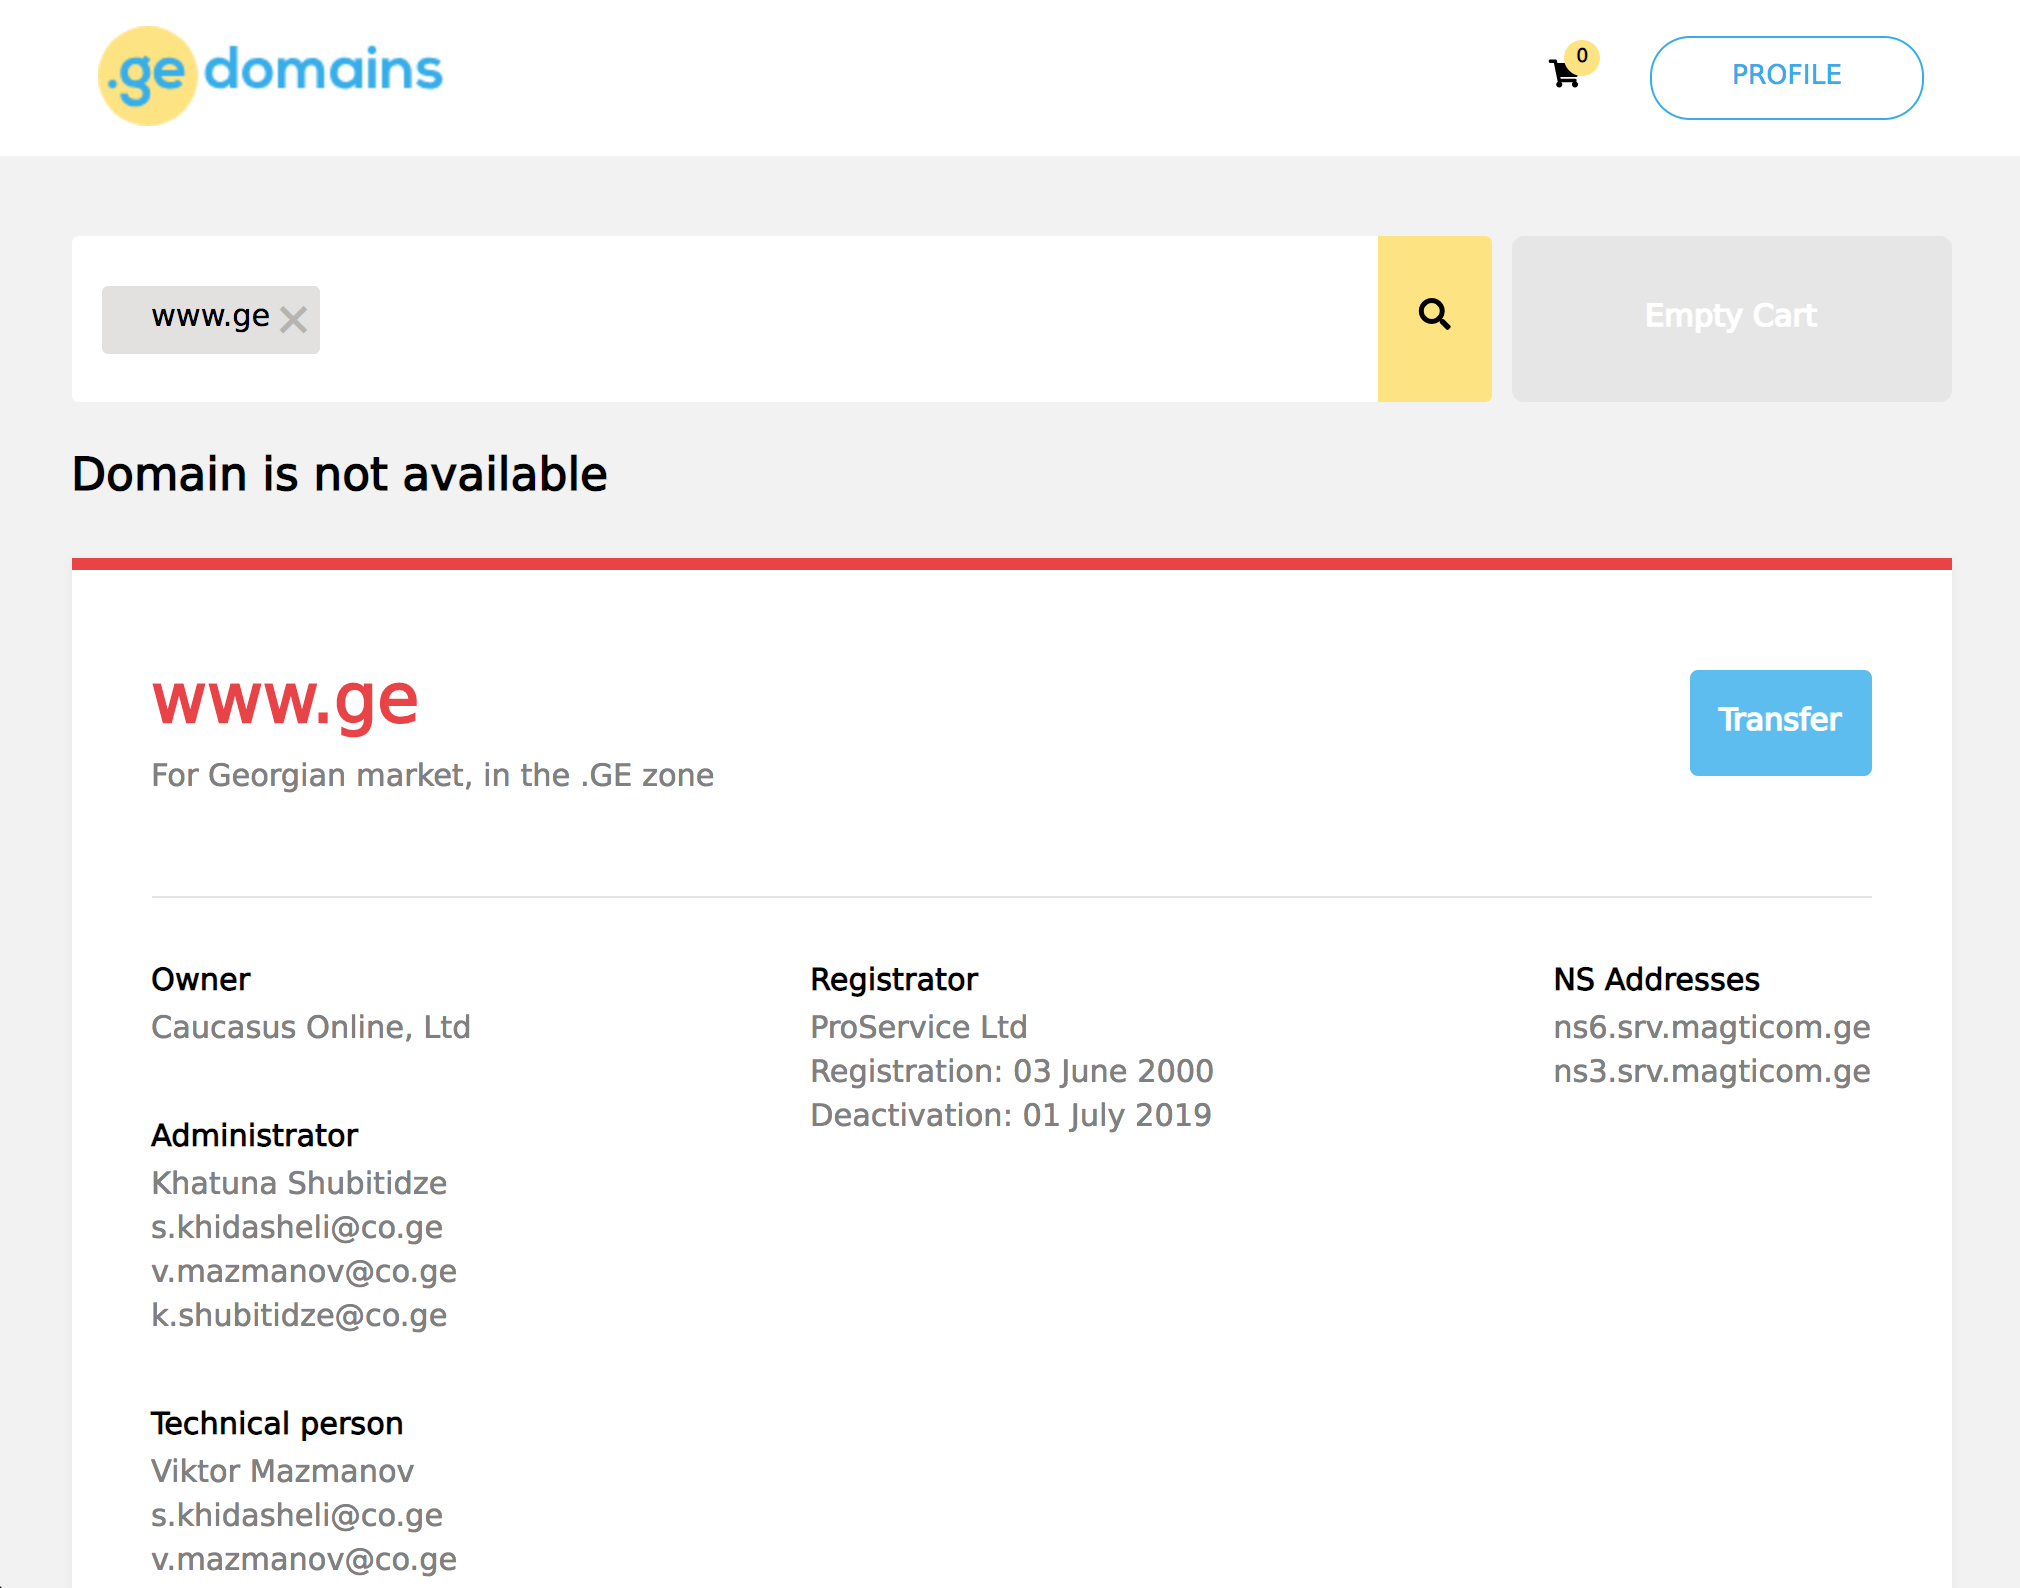 .ge domains
0
PROFILE
www.ge
Empty Cart
Domain is not available
www.ge
Transfer
For Georgian market, in the .GE zone
Owner
Caucasus Online, Ltd
Administrator
Khatuna Shubitidze
s.khidasheli@co.ge
v.mazmanov@co.ge
k.shubitidze@co.ge
Technical person
Viktor Mazmanov
s.khidasheli@co.ge
v.mazmanov@co.ge
Registrator
ProService Ltd
Registration: 03 June 2000
Deactivation: 01 July 2019
NS Addresses
ns6.srv.magticom.ge
ns3.srv.magticom.ge